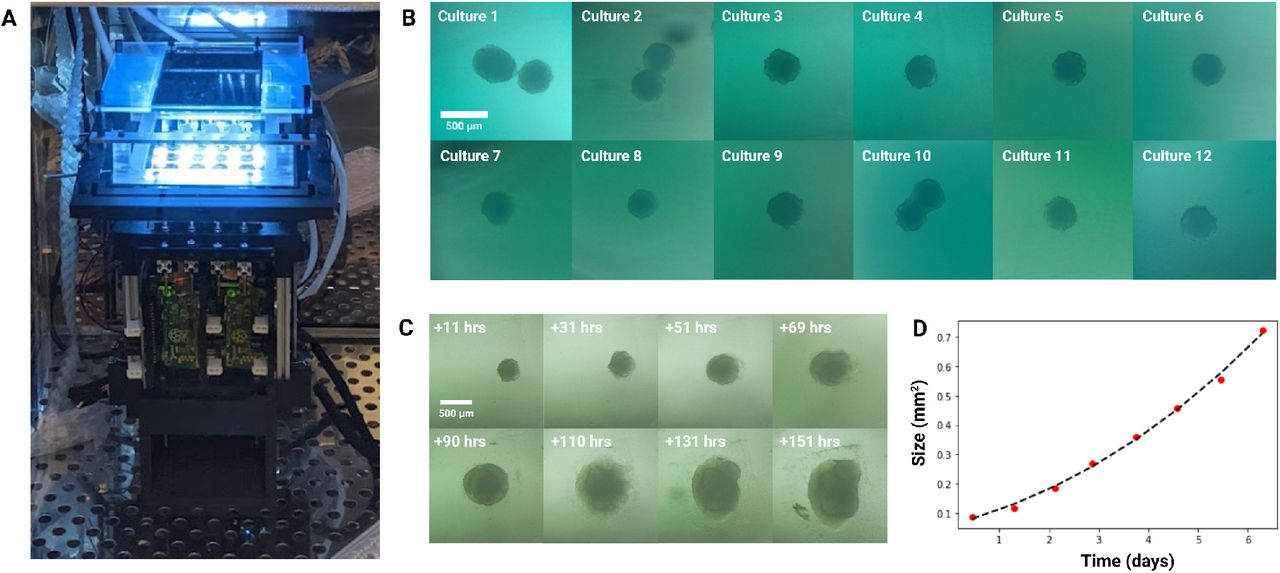 A
B
Culture 1
Culture 2
Culture 3
Culture 4
Culture 5
Culture 6
500 µm
Culture 7
Culture 8
Culture 9
Culture 10
Culture 11
Culture 12
C
+11 hrs
+31 hrs
+51 hrs
+69 hrs
500 µm
+90 hrs
+110 hrs
+131 hrs
+151 hrs
D
Size (mm²)
0.7
0.6
0.5
0.4
0.3
0.2
0.1
1 2 3 4 5 6
Time (days)